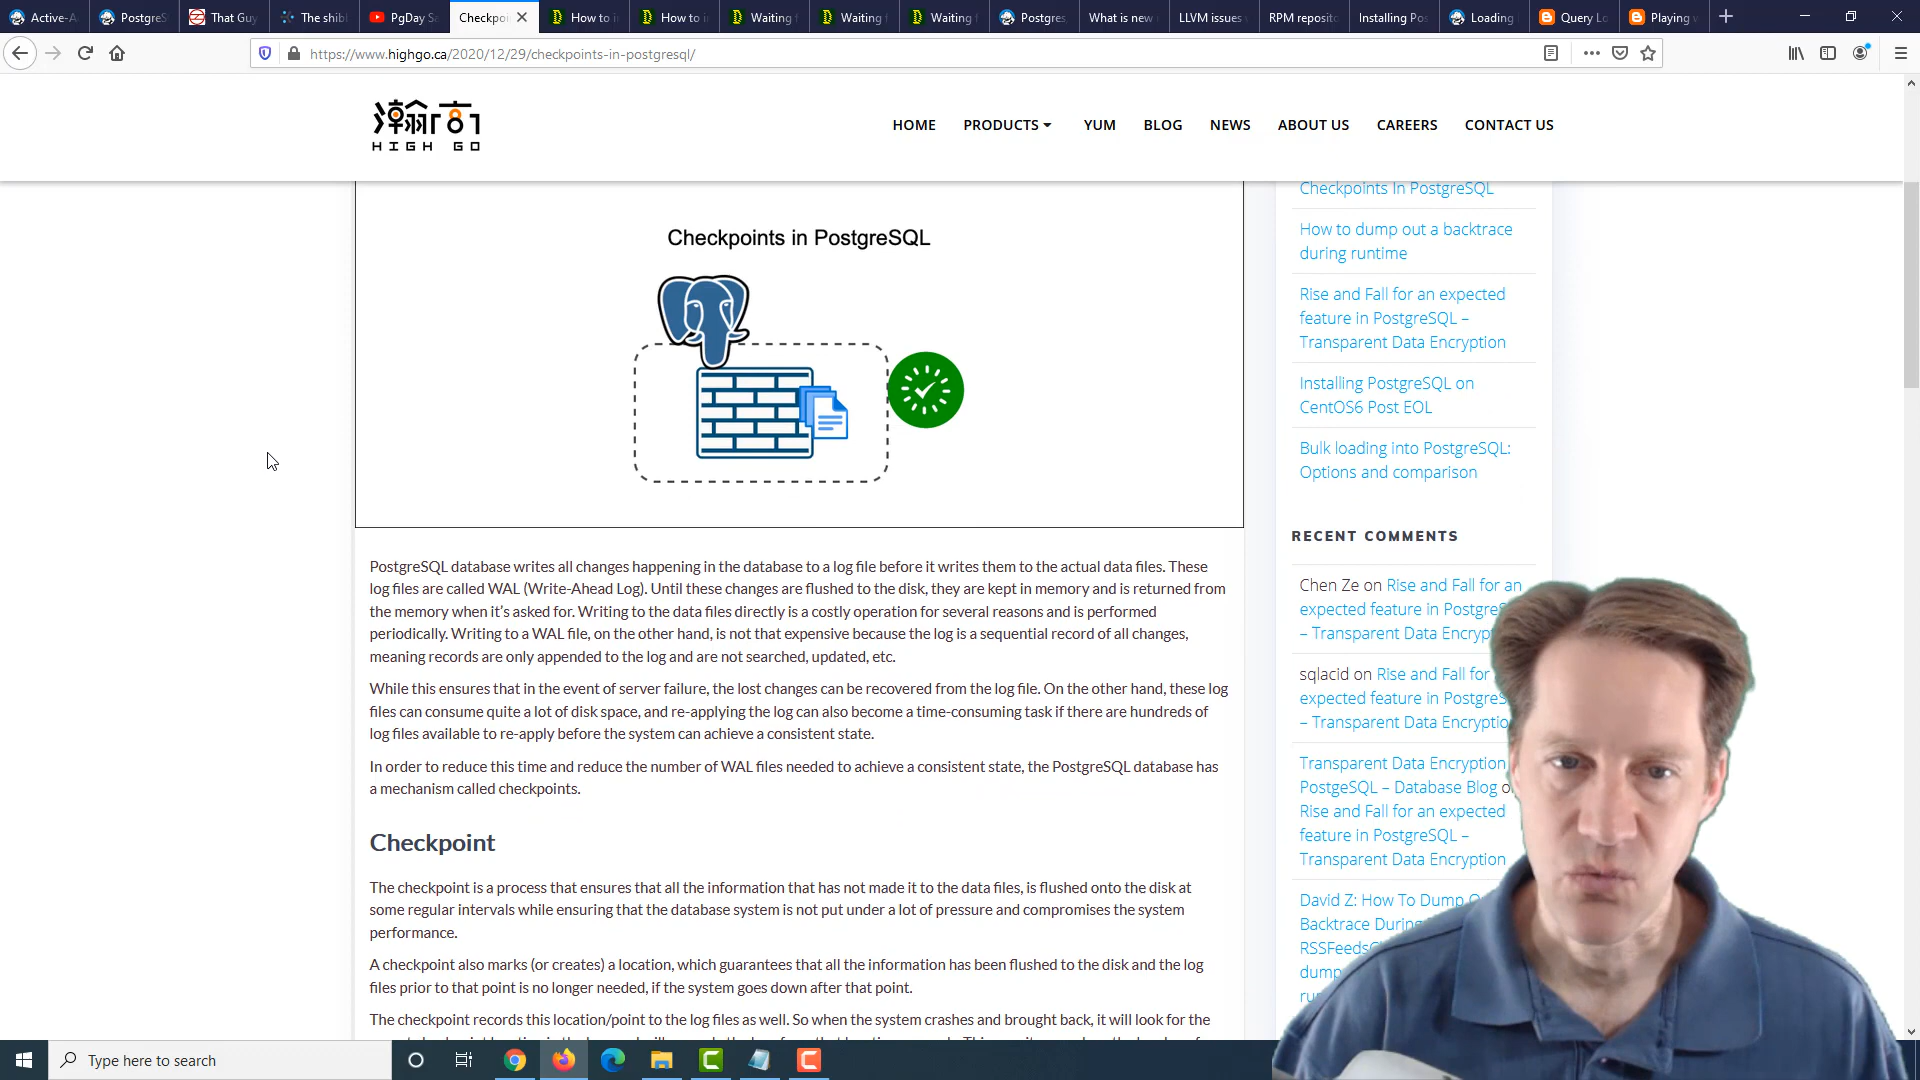 Active-A
PostgreS
That Guy
The shibl
PgDay Sa
Checkpoi
How to i
How to i
Waiting f
Waiting f
Waiting f
Postgres
What is new
LLVM issues
RPM reposito
Installing Pos
Loading
Query Lo
Playing w
https://www.highgo.ca/2020/12/29/checkpoints-in-postgresql/
瀚高
HIGH GO
HOME PRODUCTS YUM BLOG NEWS ABOUT US CAREERS CONTACT US
Checkpoints in PostgreSQL
PostgreSQL database writes all changes happening in the database to a log file before it writes them to the actual data files. These
log files are called WAL (Write-Ahead Log). Until these changes are flushed to the disk, they are kept in memory and is returned from
the memory when it's asked for. Writing to the data files directly is a costly operation for several reasons and is performed
periodically. Writing to a WAL file, on the other hand, is not that expensive because the log is a sequential record of all changes,
meaning records are only appended to the log and are not searched, updated, etc.
While this ensures that in the event of server failure, the lost changes can be recovered from the log file. On the other hand, these log
files can consume quite a lot of disk space, and re-applying the log can also become a time-consuming task if there are hundreds of
log files available to re-apply before the system can achieve a consistent state.
In order to reduce this time and reduce the number of WAL files needed to achieve a consistent state, the PostgreSQL database has
a mechanism called checkpoints.
Checkpoint
The checkpoint is a process that ensures that all the information that has not made it to the data files, is flushed onto the disk at
some regular intervals while ensuring that the database system is not put under a lot of pressure and compromises the system
performance.
A checkpoint also marks (or creates) a location, which guarantees that all the information has been flushed to the disk and the log
files prior to that point is no longer needed, if the system goes down after that point.
The checkpoint records this location/point to the log files as well. So when the system crashes and brought back, it will look for the
Checkpoints In PostgreSQL
How to dump out a backtrace
during runtime
Rise and Fall for an expected
feature in PostgreSQL –
Transparent Data Encryption
Installing PostgreSQL on
CentOS6 Post EOL
Bulk loading into PostgreSQL:
Options and comparison
RECENT COMMENTS
Chen Ze on Rise and Fall for an
expected feature in PostgreS
– Transparent Data Encryp
sqlacid on Rise and Fall for
expected feature in PostgreS
– Transparent Data Encryptio
Transparent Data Encryption
PostgeSQL – Database Blog o
Rise and Fall for an expected
feature in PostgreSQL –
Transparent Data Encryption
David Z: How To Dump O
Backtrace During
RSSFeedsCl
dump
ru
Type here to search